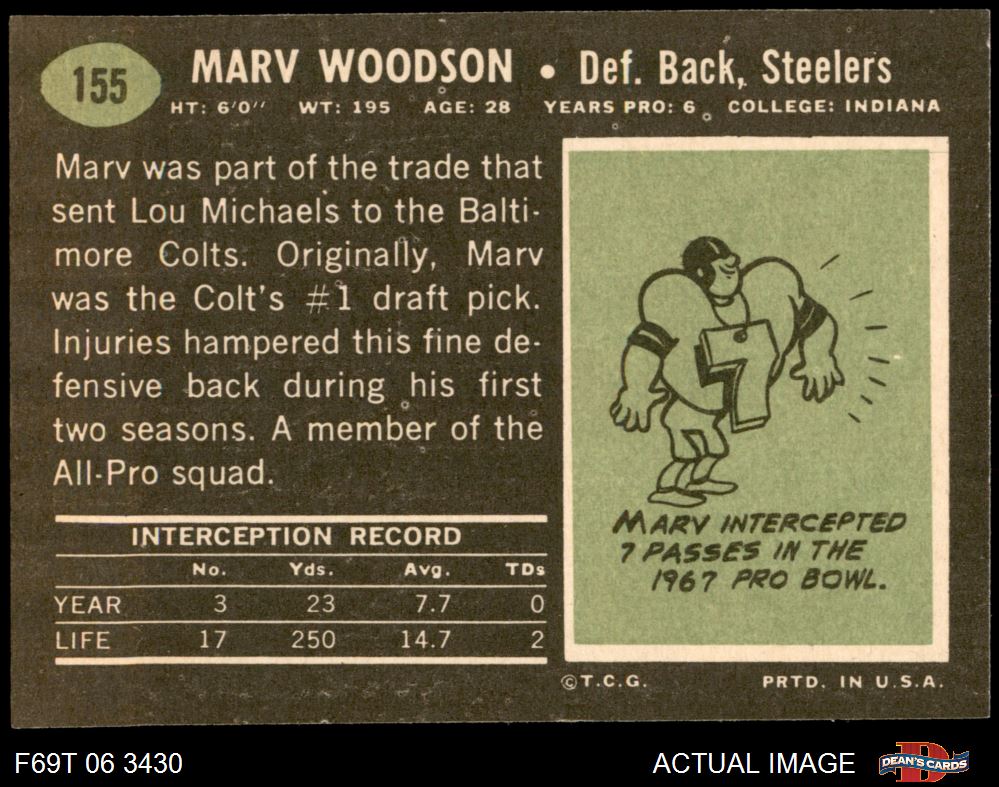 155
MARV WOODSON • Def. Back, Steelers
HT: 6'0'' WT: 195 AGE: 28 YEARS PRO: 6 COLLEGE: INDIANA
Marv was part of the trade that
sent Lou Michaels to the Balti-
more Colts. Originally, Marv
was the Colt's #1 draft pick.
Injuries hampered this fine de-
fensive back during his first
two seasons. A member of the
All-Pro squad.
INTERCEPTION RECORD
No. Yds. Avg. TDs
YEAR 3 23 7.7 0
LIFE 17 250 14.7 2
7
MARV INTERCEPTED
7 PASSES IN THE
1967 PRO BOWL.
©T.C.G. PRTD. IN U.S.A.
F69T 06 3430 ACTUAL IMAGE D DEAN'S CARDS